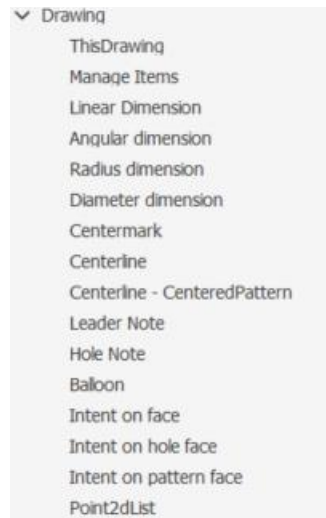 Drawing
ThisDrawing
Manage Items
Linear Dimension
Angular dimension
Radius dimension
Diameter dimension
Centermark
Centerline
Centerline - CenteredPattern
Leader Note
Hole Note
Balloon
Intent on face
Intent on hole face
Intent on pattern face
Point2dList